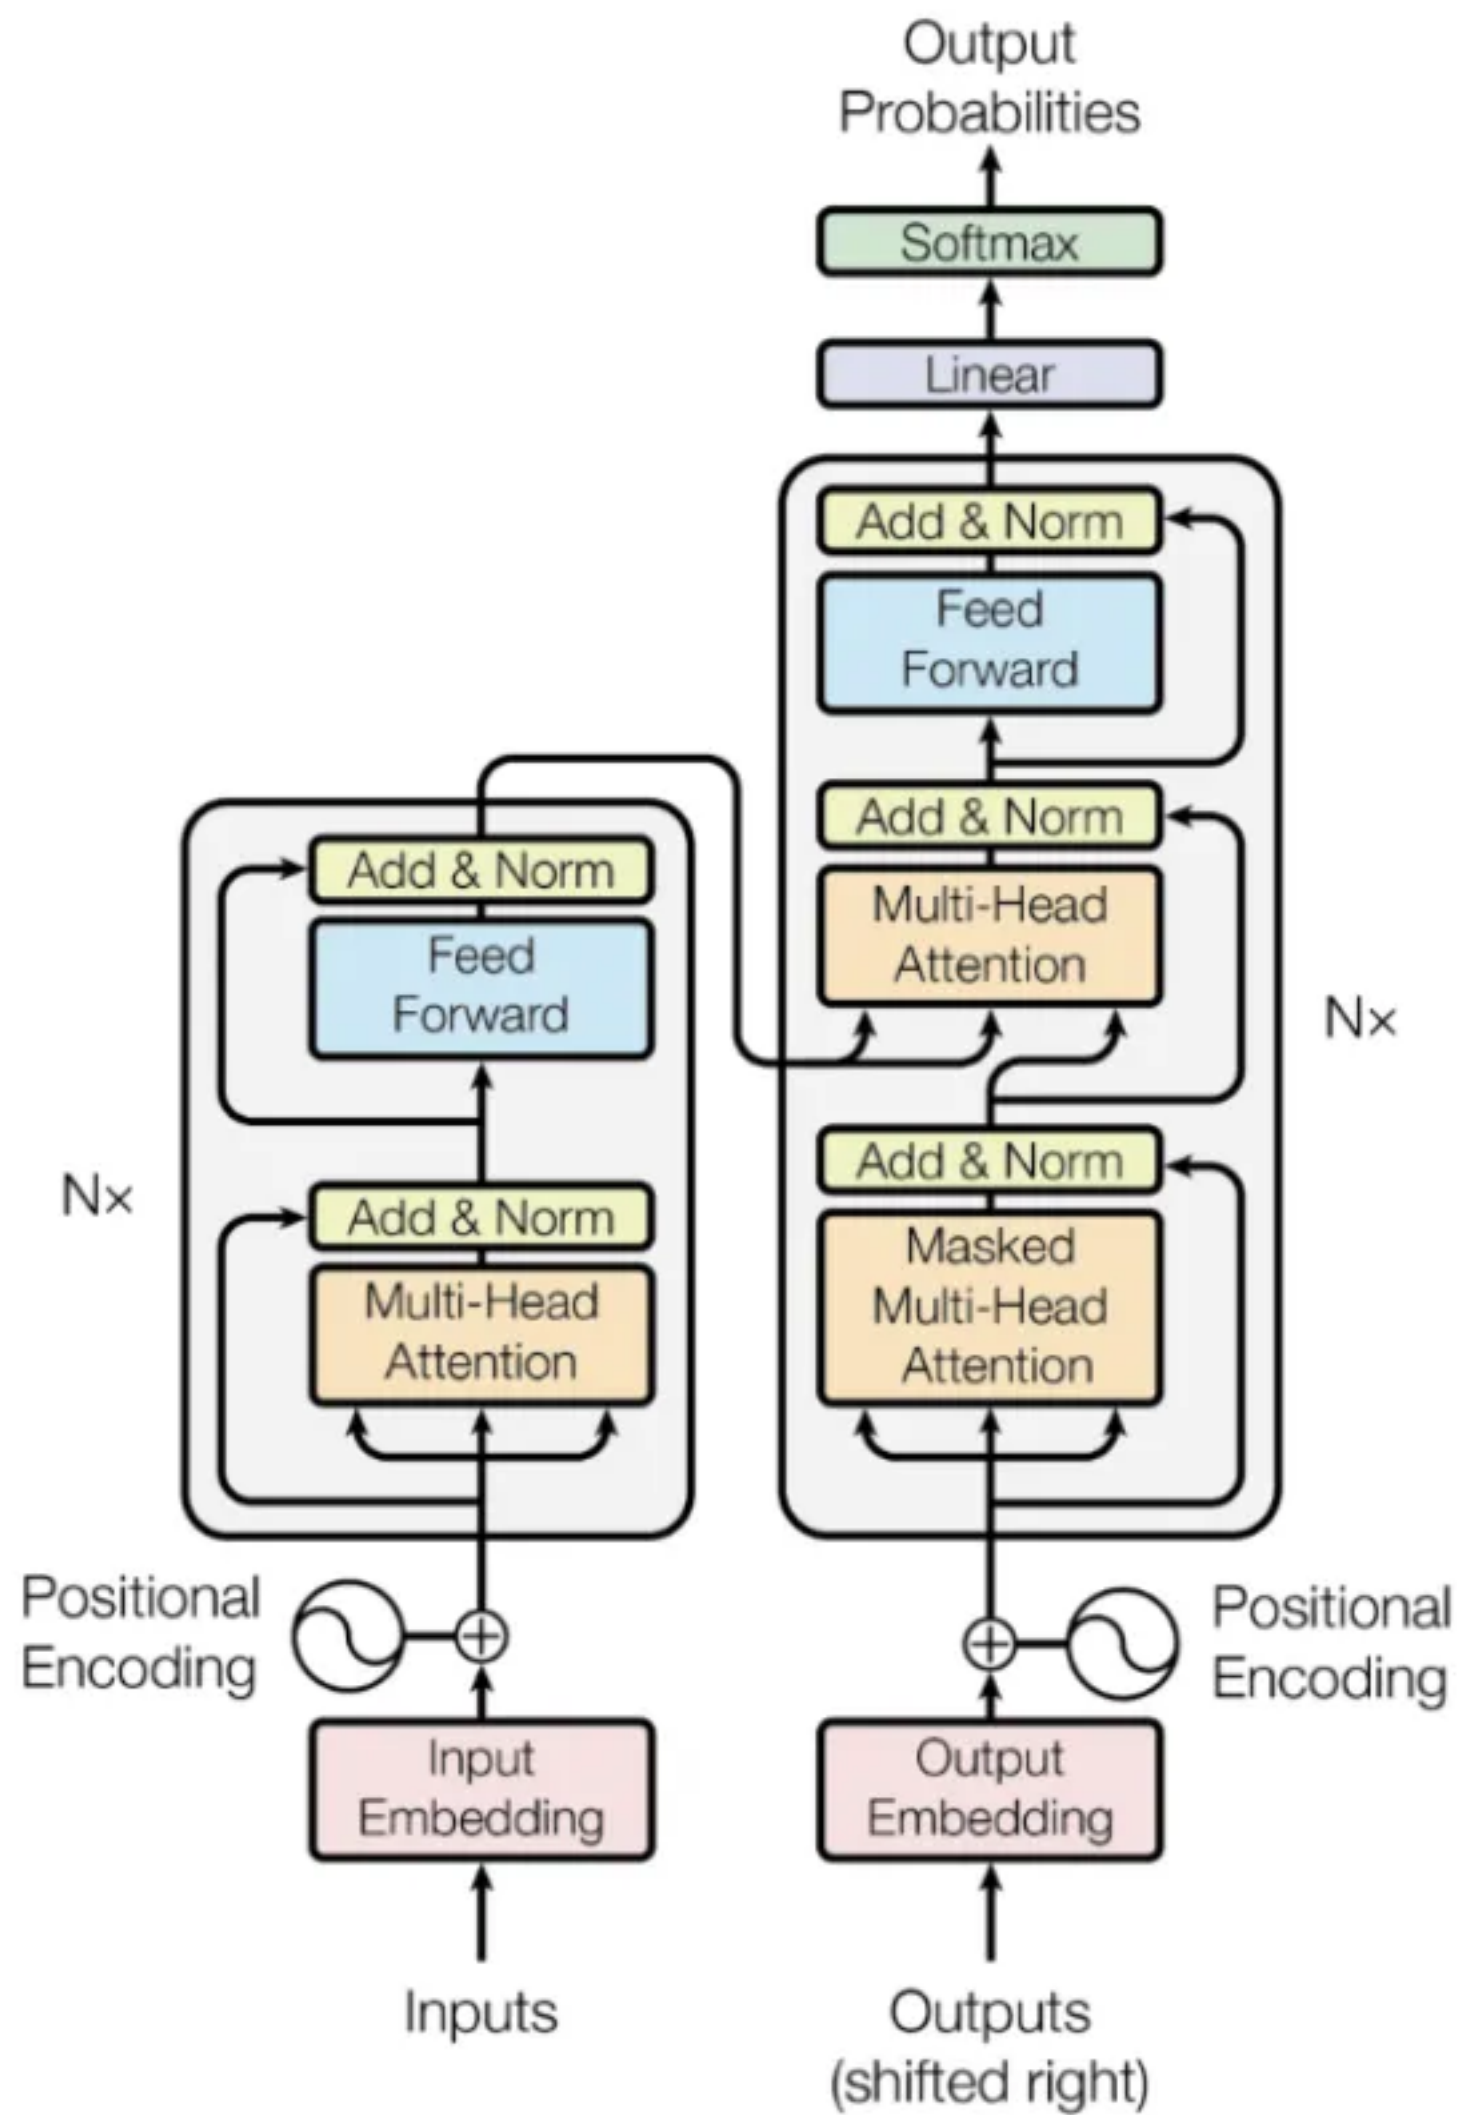 Output
Probabilities
Softmax
Linear
Add & Norm
Feed
Forward
Add & Norm
Multi-Head
Attention
Nx
Add & Norm
Masked
Multi-Head
Attention
Add & Norm
Feed
Forward
Nx
Add & Norm
Multi-Head
Attention
Positional
Encoding
Positional
Encoding
Input
Embedding
Output
Embedding
Inputs
Outputs
(shifted right)